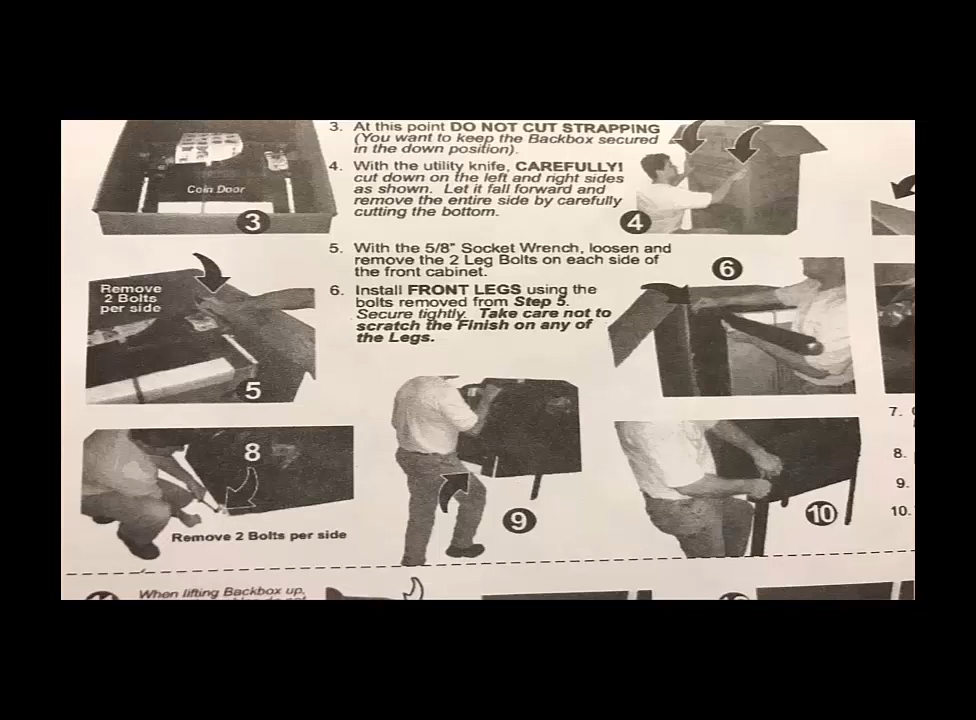 3. At this point DO NOT CUT STRAPPING
(You want to keep the Backbox secured
in the down position).
4. With the utility knife, CAREFULLY!
cut down on the left and right sides
as shown. Let it fall forward and
remove the entire side by carefully
cutting the bottom.
Coin Door
3
4
5. With the 5/8" Socket Wrench, loosen and
remove the 2 Leg Bolts on each side of
the front cabinet.
6. Install FRONT LEGS using the
bolts removed from Step 5.
Secure tightly. Take care not to
scratch the Finish on any of
the Legs.
Remove
2 Bolts
per side
5
6
8
Remove 2 Bolts per side
9
10
7.
8.
9.
10.
When lifting Backbox up,